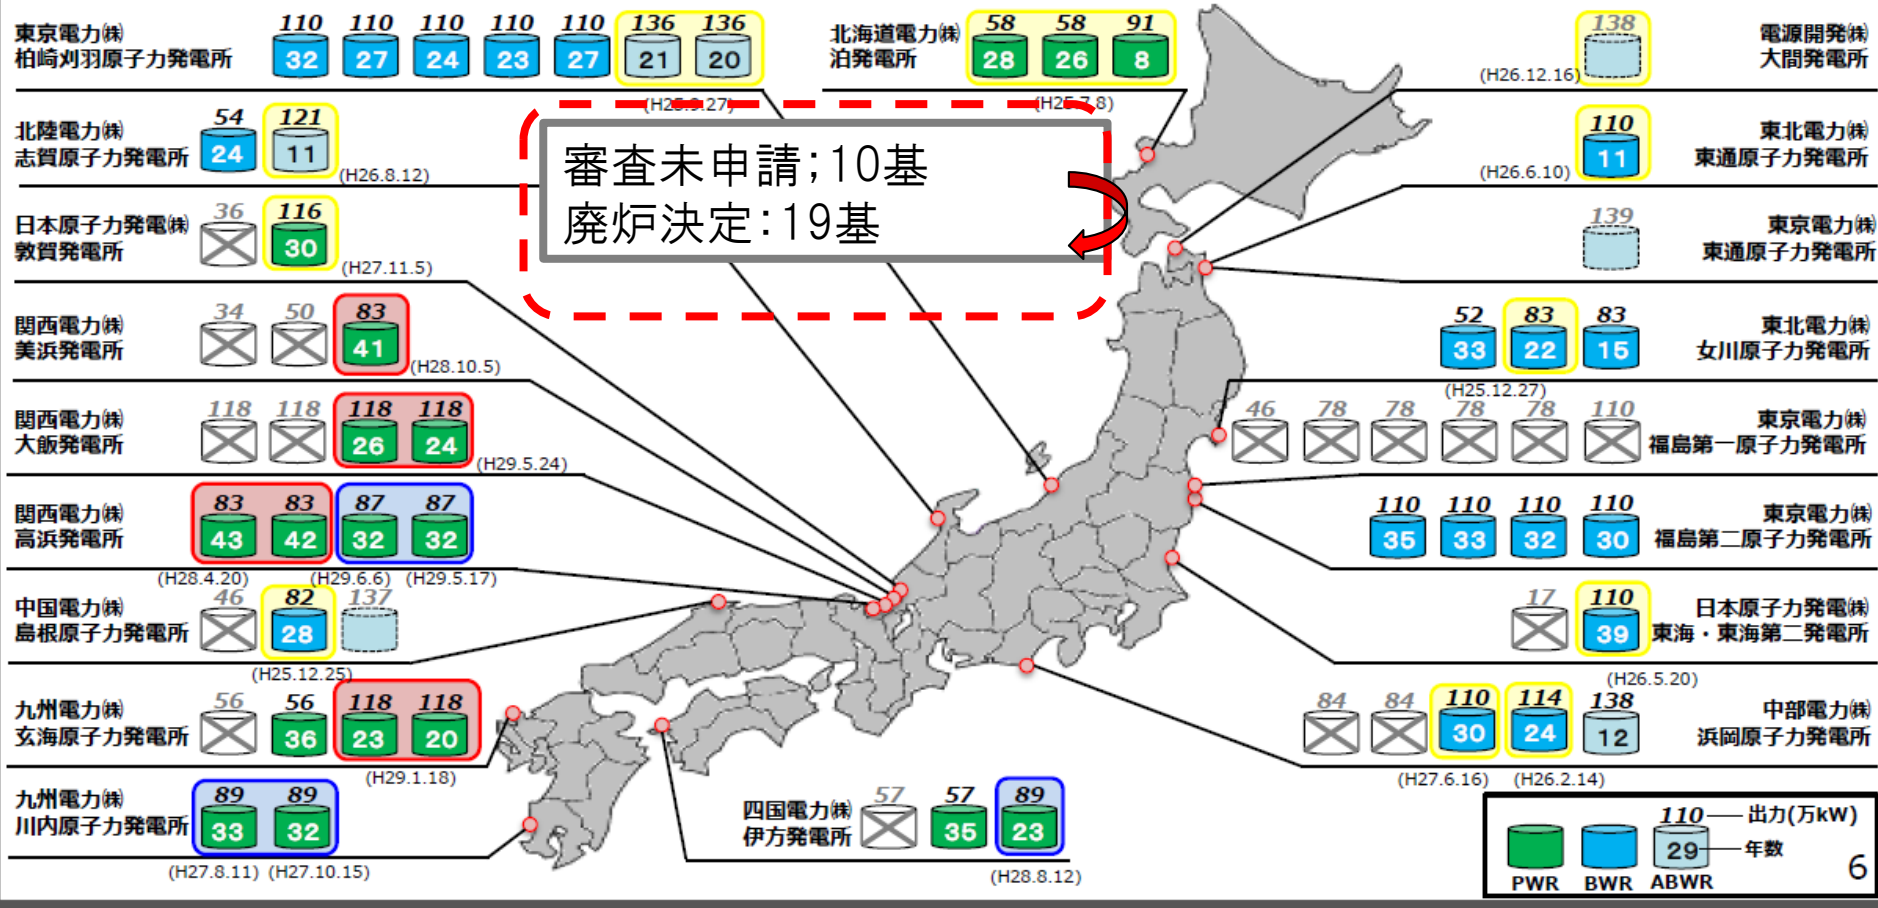 東京電力㈱
柏崎刈羽原子力発電所
110 110 110 110 110 136 136
32 27 24 23 27 21 20
(H25.9.27)
北陸電力㈱
志賀原子力発電所
54 121
24 11
(H26.8.12)
日本原子力発電㈱
敦賀発電所
36 116
30
(H27.11.5)
関西電力㈱
美浜発電所
34 50 83
41
(H28.10.5)
関西電力㈱
大飯発電所
118 118 118 118
26 24
(H29.5.24)
関西電力㈱
高浜発電所
83 83 87 87
43 42 32 32
(H28.4.20) (H29.6.6) (H29.5.17)
中国電力㈱
島根原子力発電所
46 82 137
28
(H25.12.25)
九州電力㈱
玄海原子力発電所
56 56 118 118
36 23 20
(H29.1.18)
九州電力㈱
川内原子力発電所
89 89
33 32
(H27.8.11) (H27.10.15)
北海道電力㈱
泊発電所
58 58 91
28 26 8
(H25.7.8)
審査未申請;10基
廃炉決定:19基
四国電力㈱
伊方発電所
57 57 89
35 23
(H28.8.12)
138
電源開発㈱
大間発電所
(H26.12.16)
110
11
東北電力㈱
東通原子力発電所
(H26.6.10)
139
東京電力㈱
東通原子力発電所
52 83 83
33 22 15
東北電力㈱
女川原子力発電所
(H25.12.27)
46 78 78 78 78 110
東京電力㈱
福島第一原子力発電所
110 110 110 110
35 33 32 30
東京電力㈱
福島第二原子力発電所
17 110
39
日本原子力発電㈱
東海・東海第二発電所
(H26.5.20)
84 84 110 114 138
30 24 12
中部電力㈱
浜岡原子力発電所
(H27.6.16) (H26.2.14)
110 出力(万kW)
29 年数
PWR BWR ABWR
6